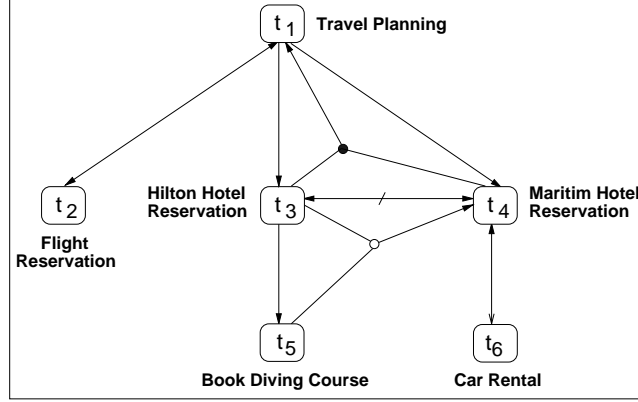 t1 Travel Planning
Hilton Hotel
Reservation
Maritim Hotel
Reservation
t2
t3
t4
Flight
Reservation
t5
t6
Book Diving Course
Car Rental